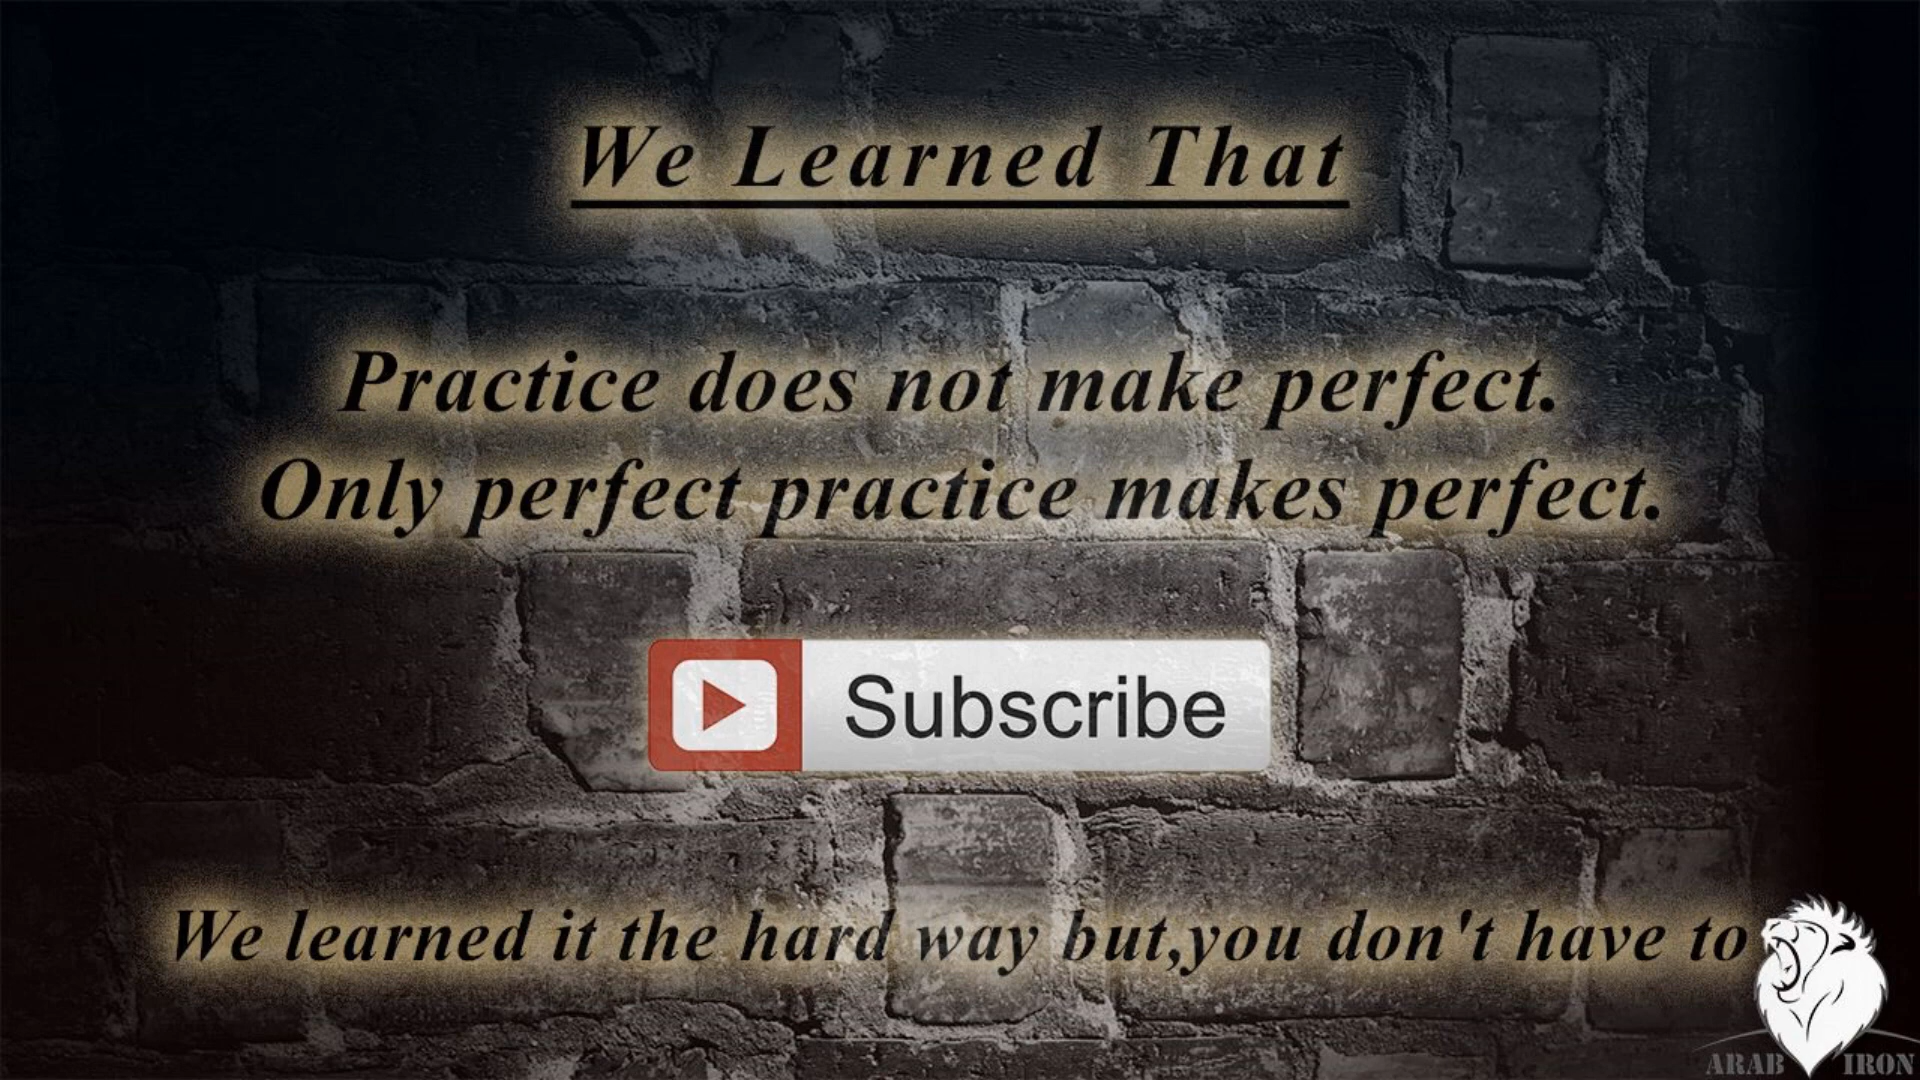 We Learned That
Practice does not make perfect.
Only perfect practice makes perfect.
Subscribe
We learned it the hard way but,you don't have to
ARAB IRON